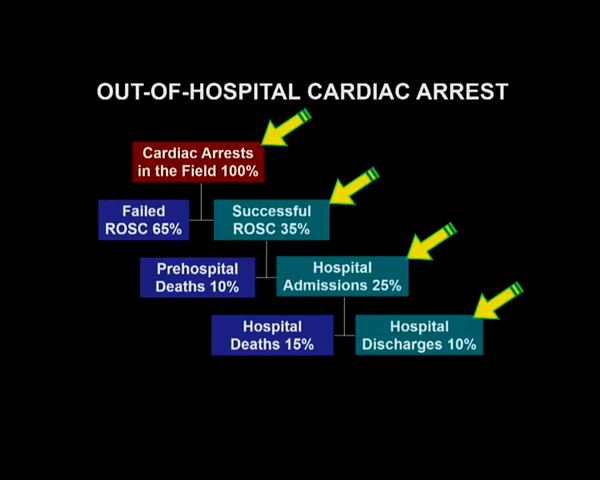 OUT-OF-HOSPITAL CARDIAC ARREST
Cardiac Arrests
in the Field 100%
Failed
ROSC 65%
Successful
ROSC 35%
Prehospital
Deaths 10%
Hospital
Admissions 25%
Hospital
Deaths 15%
Hospital
Discharges 10%